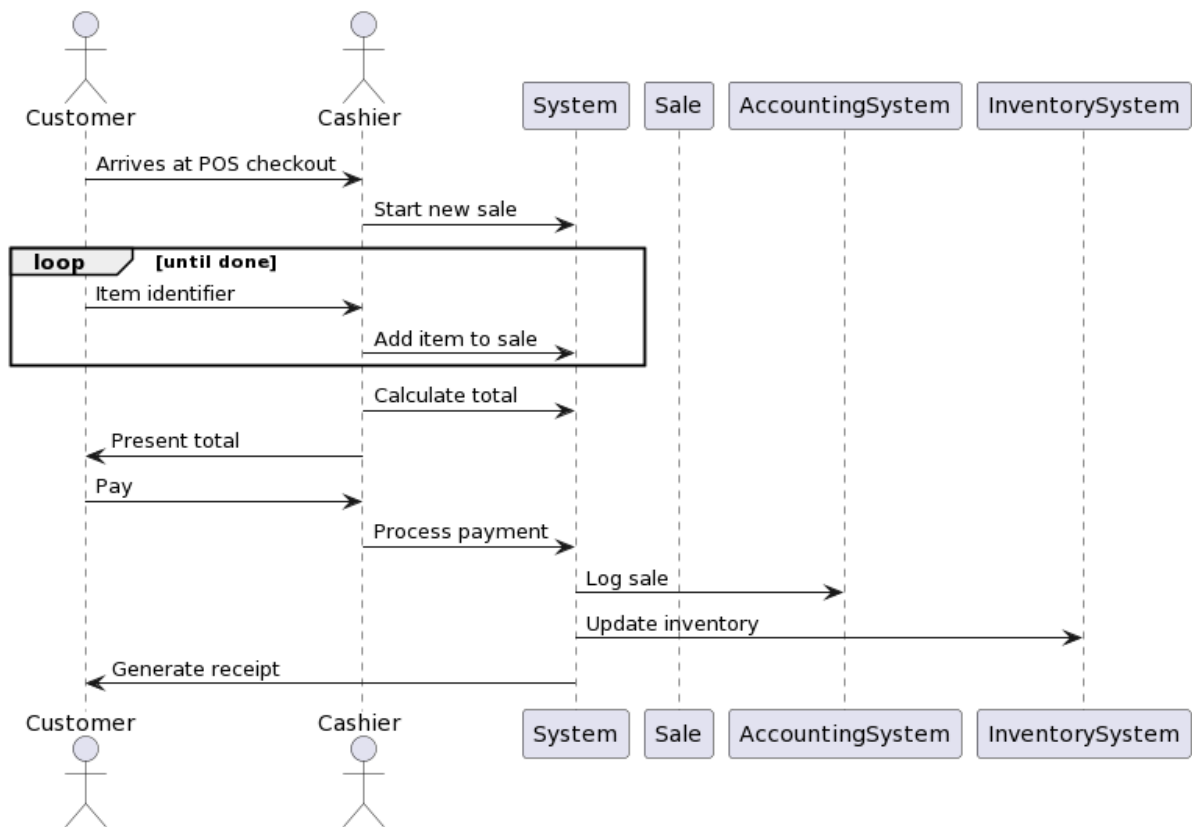 Customer
Cashier
System
Sale
AccountingSystem
InventorySystem
Arrives at POS checkout
Start new sale
loop [until done]
Item identifier
Add item to sale
Calculate total
Present total
Pay
Process payment
Log sale
Update inventory
Generate receipt
Customer
Cashier
System
Sale
AccountingSystem
InventorySystem